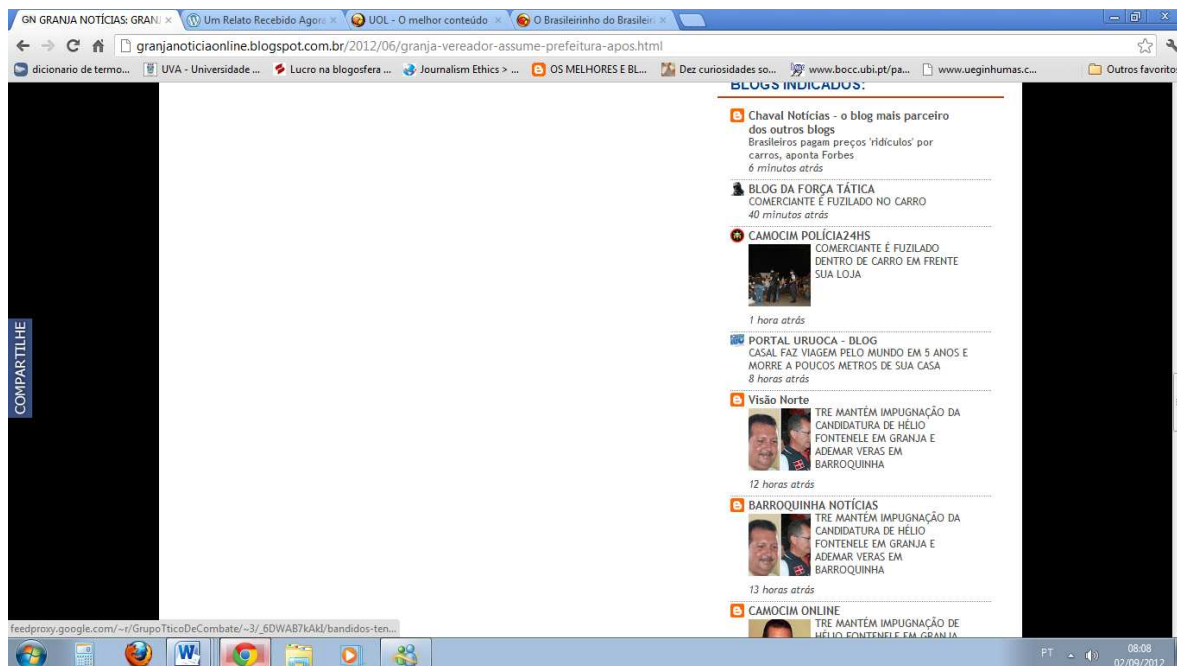 GN GRANJA NOTÍCIAS: GRANJ
Um Relato Recebido Agora
UOL - O melhor conteúdo
O Brasileirinho do Brasileir
granjanoticiaonline.blogspot.com.br/2012/06/granja-vereador-assume-prefeitura-apos.html
dicionario de termo...
UVA - Universidade ...
Lucro na blogosfera ...
Journalism Ethics > ...
OS MELHORES E BL...
Dez curiosidades so...
www.bocc.ubi.pt/pa...
www.ueginhumas.c...
Outros favoritos
BLOGS INDICADOS:
Chaval Notícias - o blog mais parceiro
dos outros blogs
Brasileiros pagam preços 'ridículos' por
carros, aponta Forbes
6 minutos atrás
BLOG DA FORÇA TÁTICA
COMERCIANTE É FUZILADO NO CARRO
40 minutos atrás
CAMOCIM POLÍCIA24HS
COMERCIANTE É FUZILADO
DENTRO DE CARRO EM FRENTE
SUA LOJA
1 hora atrás
COMPARTILHE
PORTAL URUOCA - BLOG
CASAL FAZ VIAGEM PELO MUNDO EM 5 ANOS E
MORRE A POUCOS METROS DE SUA CASA
8 horas atrás
Visão Norte
TRE MANTÉM IMPUGNAÇÃO DA
CANDIDATURA DE HÉLIO
FONTENELE EM GRANJA E
ADEMAR VERAS EM
BARROQUINHA
12 horas atrás
BARROQUINHA NOTÍCIAS
TRE MANTÉM IMPUGNAÇÃO DA
CANDIDATURA DE HÉLIO
FONTENELE EM GRANJA E
ADEMAR VERAS EM
BARROQUINHA
13 horas atrás
CAMOCIM ONLINE
TRE MANTÉM IMPUGNAÇÃO DE
HÉLIO FONTENELE EM GRANJA
feedproxy.google.com/~r/GrupoTticoDeCombate/~3/_6DWAB7kAkI/bandidos-ten...
PT
08:08
02/09/2012